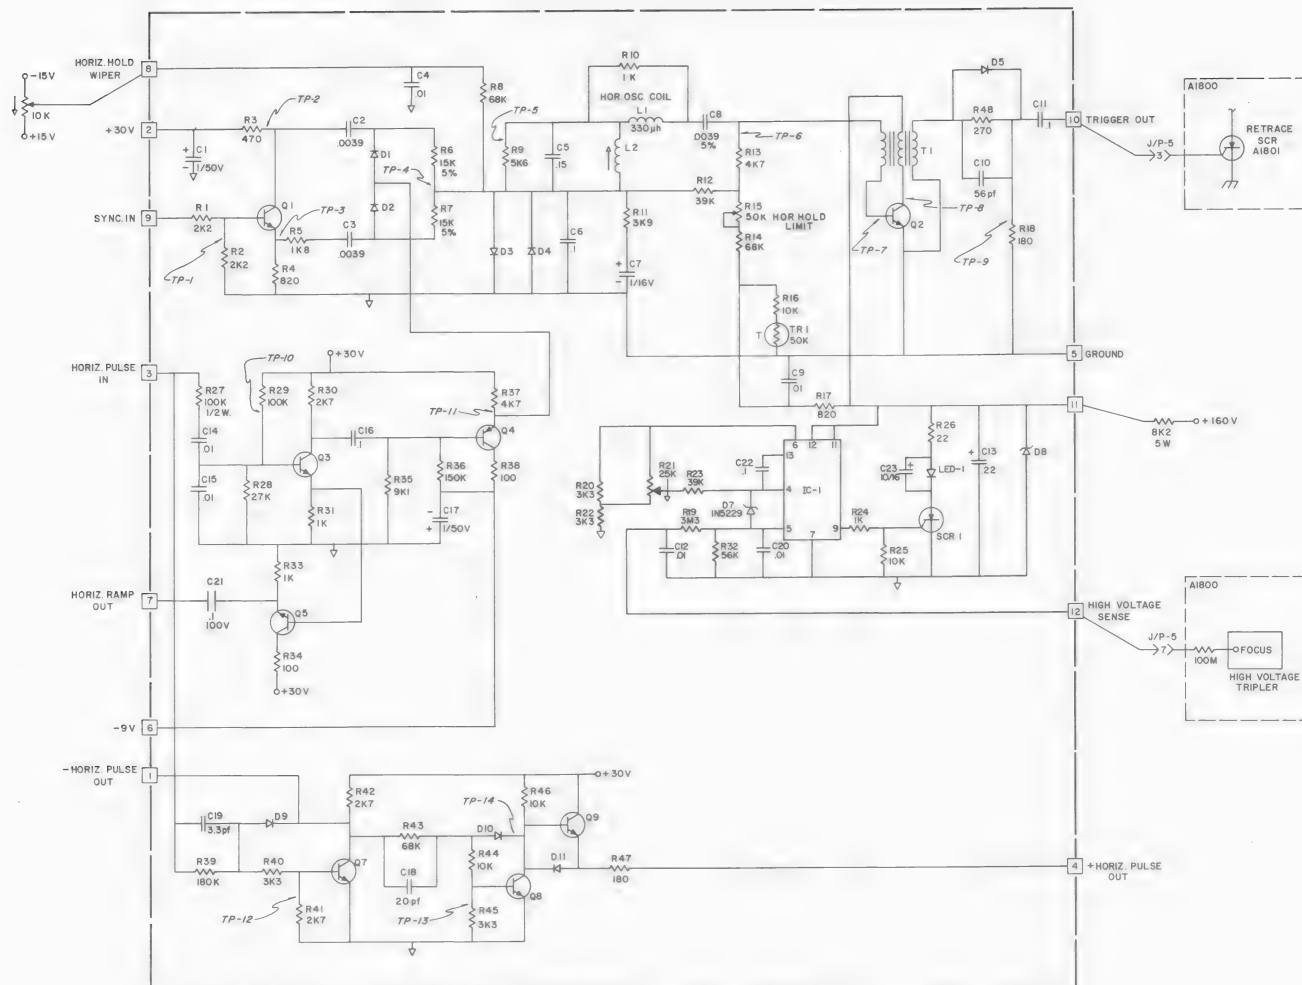 HORIZ. HOLD
WIPER
8
-15V
10K
+15V
+30V
2
SYNC. IN
9
TP-2
R3
470
C1
1/50V
R1
2K2
R2
2K2
TP-1
Q1
TP-3
R5
1K8
R4
820
C2
.0039
C3
.0039
D1
D2
TP-4
R6
15K
5%
R7
15K
5%
C4
.01
R8
68K
TP-5
R9
5K6
C5
.15
R10
1K
HOR OSC COIL
L1
330µh
L2
C8
.0039
5%
TP-6
R13
4K7
R12
39K
R15
50K
HOR HOLD
LIMIT
R14
68K
R11
3K9
C7
1/16V
C6
.1
D3
D4
R16
10K
T
TR1
50K
T1
TP-7
Q2
TP-8
D5
R48
270
C10
56pf
C11
.1
TP-9
R18
180
10
TRIGGER OUT
J/P-5
3
A1800
RETRACE
SCR
A1801
5
GROUND
HORIZ. PULSE
IN
3
R27
100K
1/2W.
C14
.01
C15
.01
TP-10
R29
100K
R28
27K
+30V
R30
2K7
Q3
R31
1K
C16
.1
R35
9K1
R36
150K
C17
1/50V
TP-11
R37
4K7
Q4
R38
100
R33
1K
C21
.1
100V
HORIZ. RAMP
OUT
7
Q5
R34
100
+30V
-9V
6
C9
.01
R17
820
11
8K2
5W
+160V
R20
3K3
R22
3K3
R21
25K
R23
39K
C22
.1
D7
IN5229
R19
3M3
C12
.01
R32
56K
C20
.01
6
12
11
13
4
IC-1
5
7
9
R24
1K
R25
10K
R26
22
C23
10/16
LED-1
SCR 1
C13
22
D8
12
HIGH VOLTAGE
SENSE
J/P-5
7
100M
A1800
FOCUS
HIGH VOLTAGE
TRIPLER
-HORIZ. PULSE
OUT
1
C19
3.3pf
D9
R39
180K
R40
3K3
R41
2K7
TP-12
R42
2K7
Q7
R43
68K
C18
20pf
TP-13
D10
R44
10K
R45
3K3
TP-14
R46
10K
Q8
Q9
+30V
D11
R47
180
4
+HORIZ. PULSE
OUT